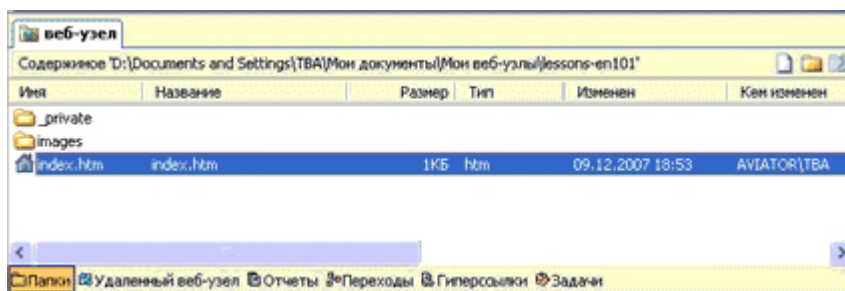 веб-узел
Содержимое 'D:\Documents and Settings\TBA\Мои документы\Мои веб-узлы\lessons-en101'
Имя Название Размер Тип Изменен Кем изменен
_private
images
index.htm index.htm 1КБ htm 09.12.2007 18:53 AVIATOR\TBA
Папки Удаленный веб-узел Отчеты Переходы Гиперссылки Задачи